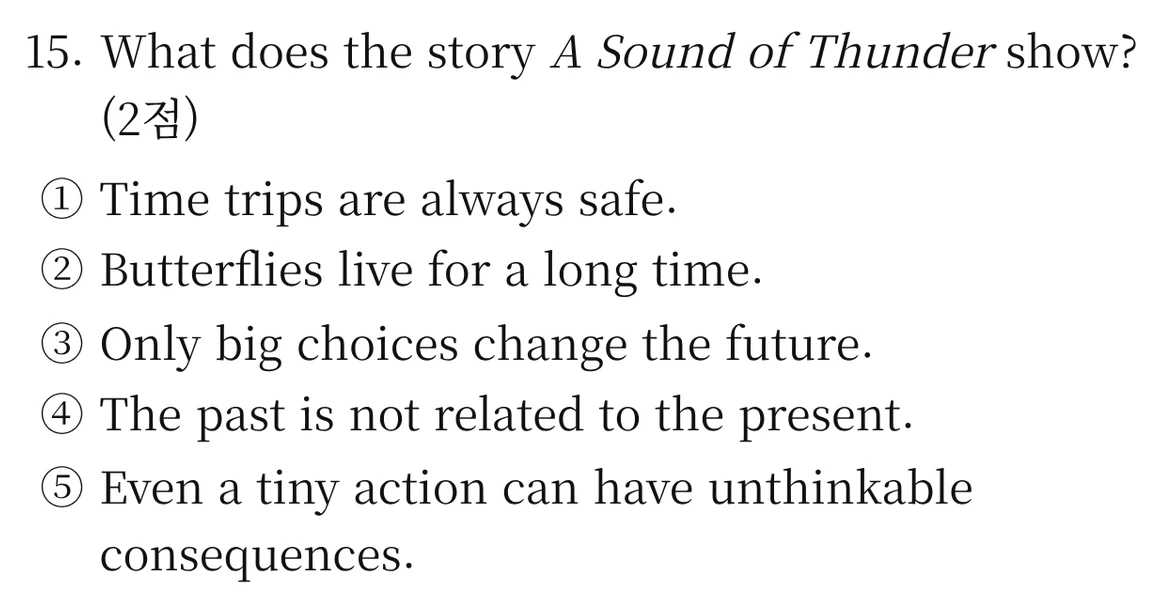 15. What does the story A Sound of Thunder show?
(2점)
① Time trips are always safe.
② Butterflies live for a long time.
③ Only big choices change the future.
④ The past is not related to the present.
⑤ Even a tiny action can have unthinkable
consequences.